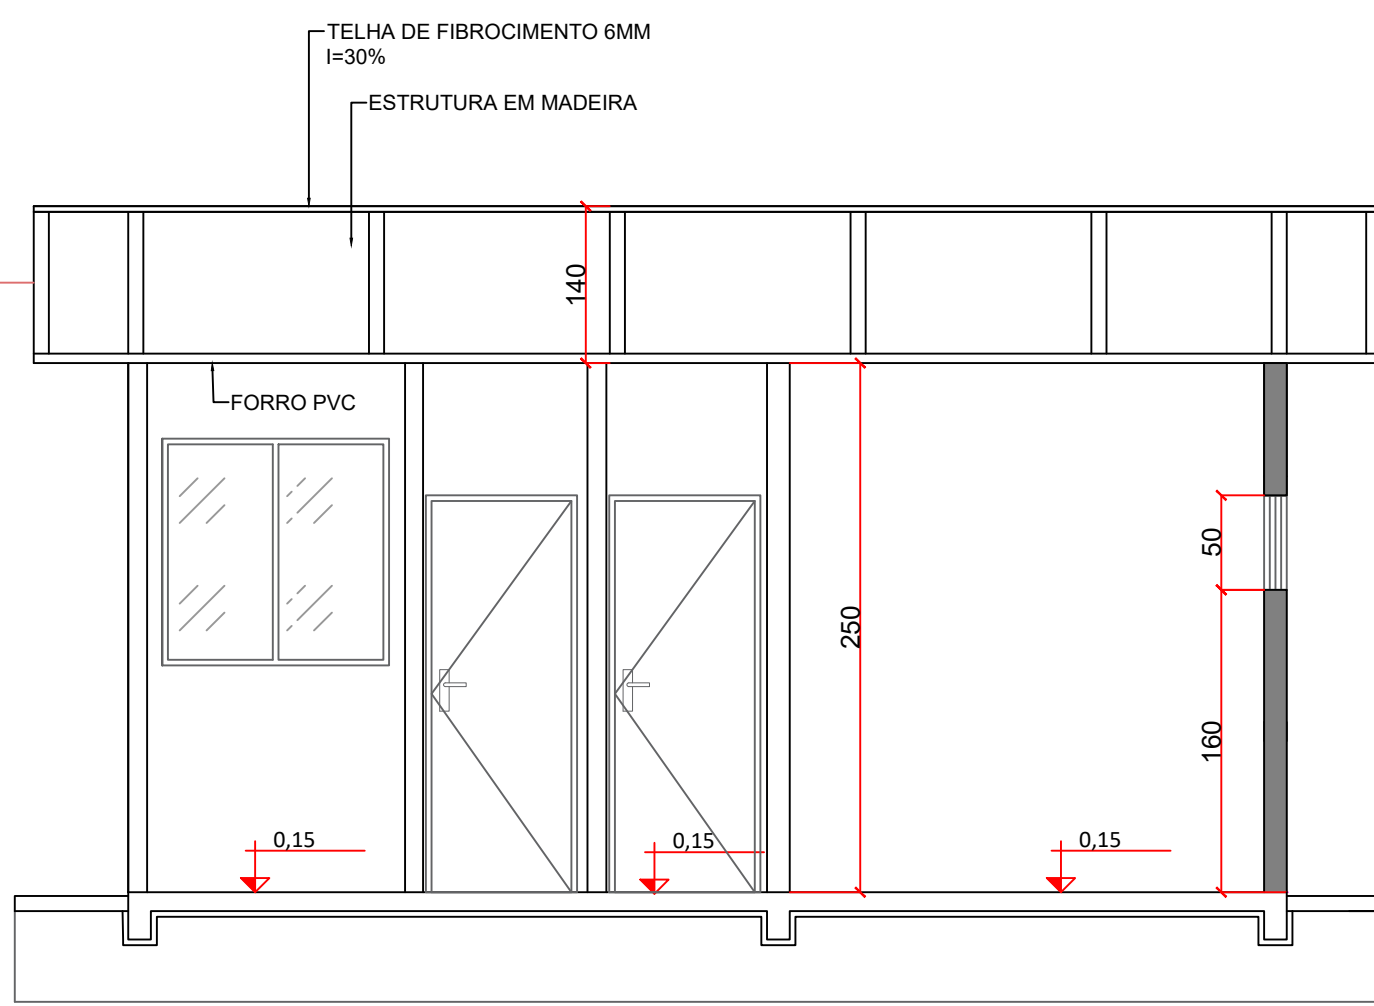 TELHA DE FIBROCIMENTO 6MM
I=30%
ESTRUTURA EM MADEIRA
140
FORRO PVC
50
250
160
0,15
0,15
0,15